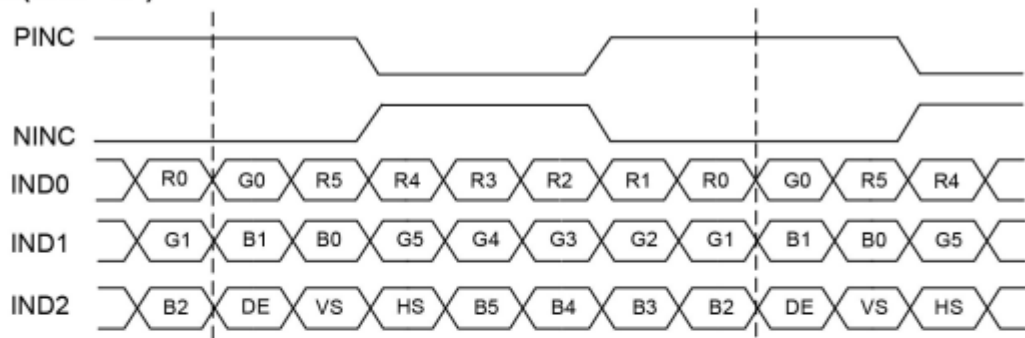 PINC
NINC
IND0 R0 G0 R5 R4 R3 R2 R1 R0 G0 R5 R4
IND1 G1 B1 B0 G5 G4 G3 G2 G1 B1 B0 G5
IND2 B2 DE VS HS B5 B4 B3 B2 DE VS HS